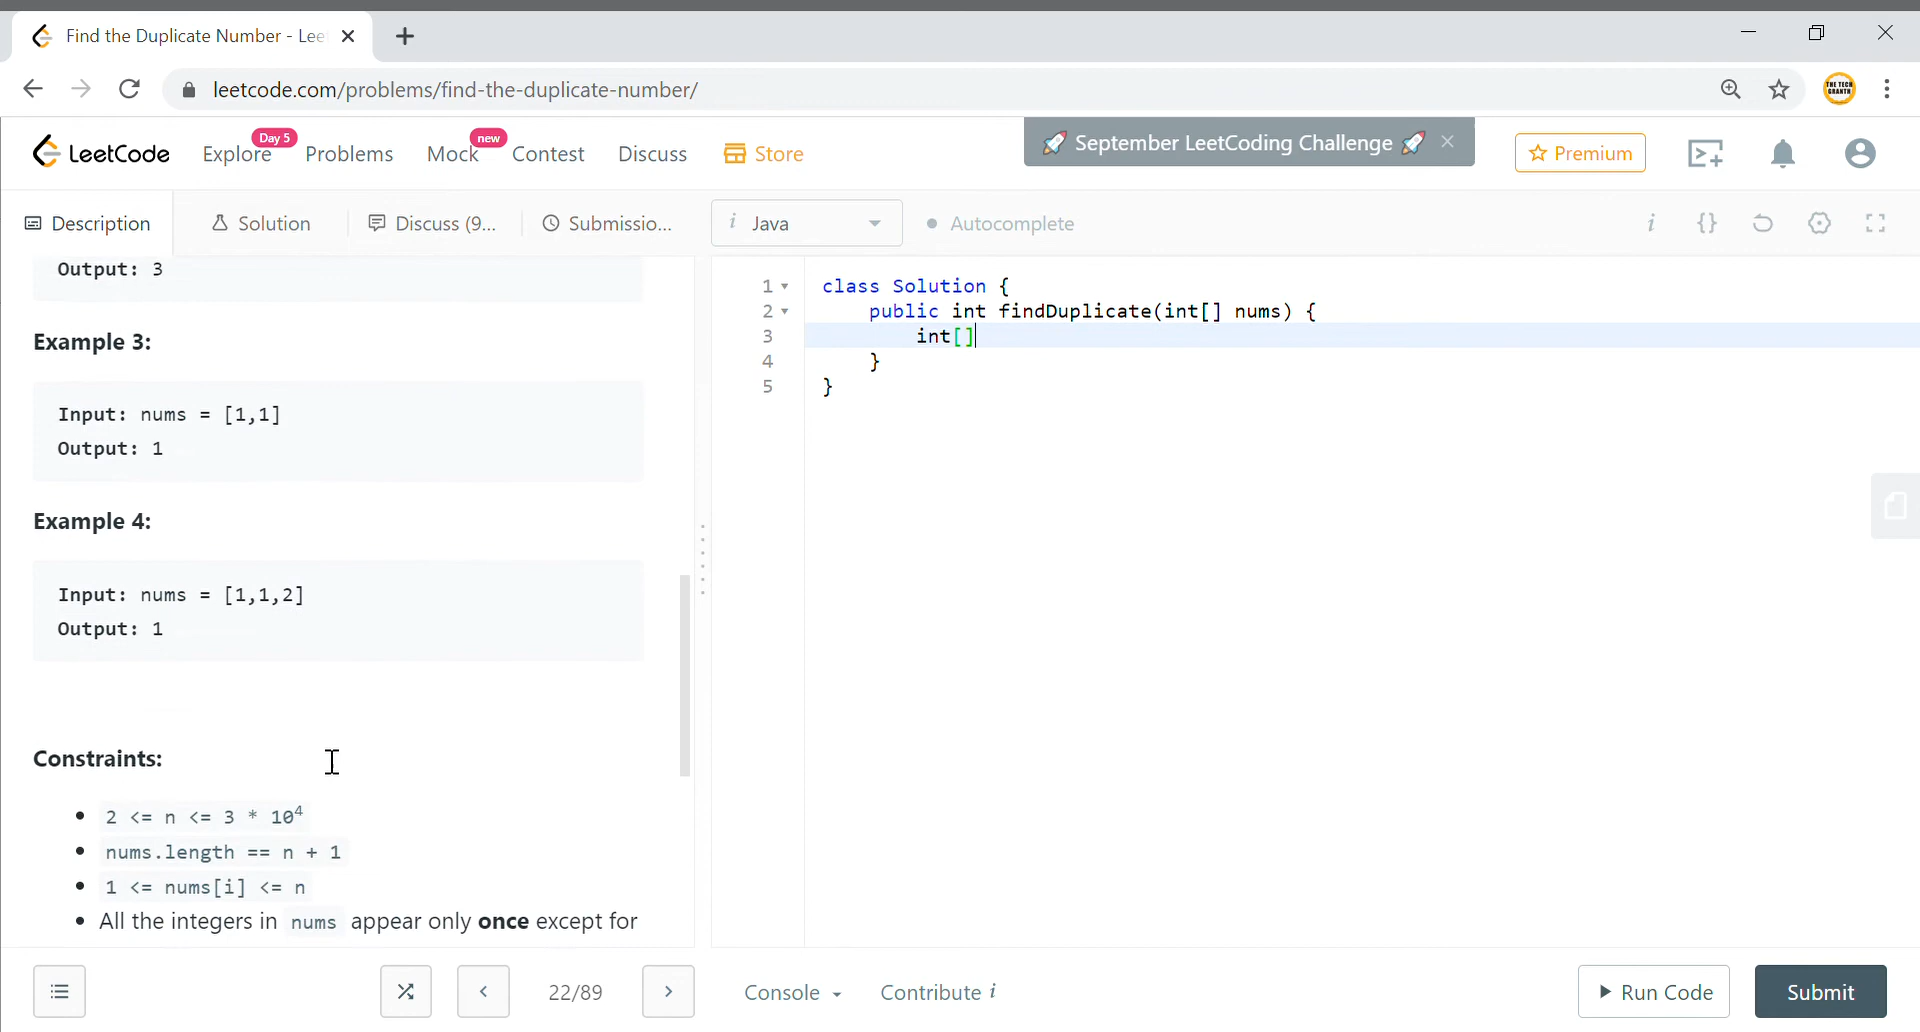 Find the Duplicate Number - Lee
leetcode.com/problems/find-the-duplicate-number/
THE TECH GRANTH
LeetCode
Explore
Day 5
Problems
Mock
new
Contest
Discuss
Store
🚀 September LeetCoding Challenge 🚀
Premium
Description
Solution
Discuss (9...
Submissio...
i Java
Autocomplete
i {}
Output: 3
Example 3:
Input: nums = [1,1]
Output: 1
Example 4:
Input: nums = [1,1,2]
Output: 1
Constraints:
2 <= n <= 3 * 10⁴
nums.length == n + 1
1 <= nums[i] <= n
All the integers in nums appear only once except for
1 class Solution {
2 public int findDuplicate(int[] nums) {
3 int[]
4 }
5 }
22/89
Console
Contribute i
Run Code
Submit